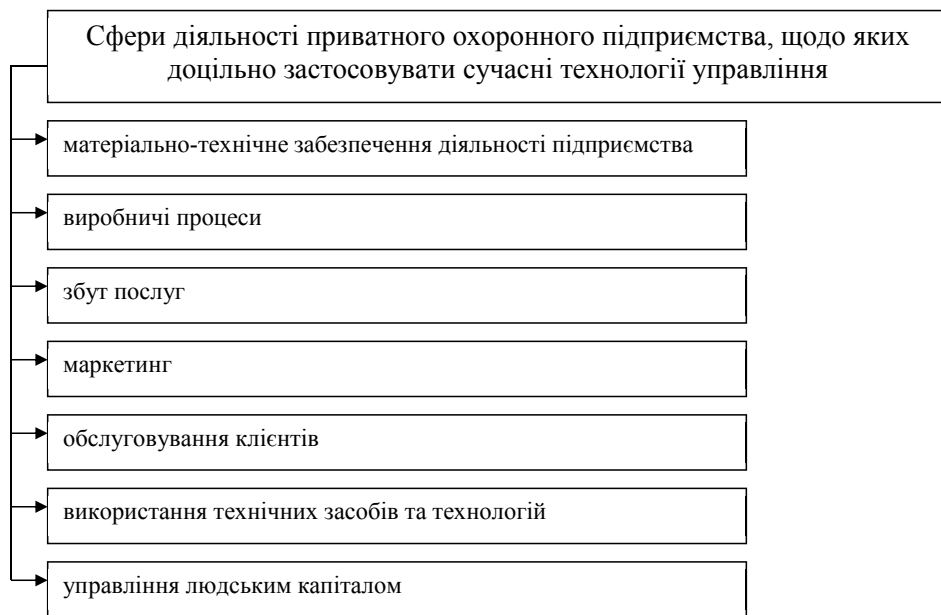 Сфери діяльності приватного охоронного підприємства, щодо яких
доцільно застосовувати сучасні технології управління
матеріально-технічне забезпечення діяльності підприємства
виробничі процеси
збут послуг
маркетинг
обслуговування клієнтів
використання технічних засобів та технологій
управління людським капіталом